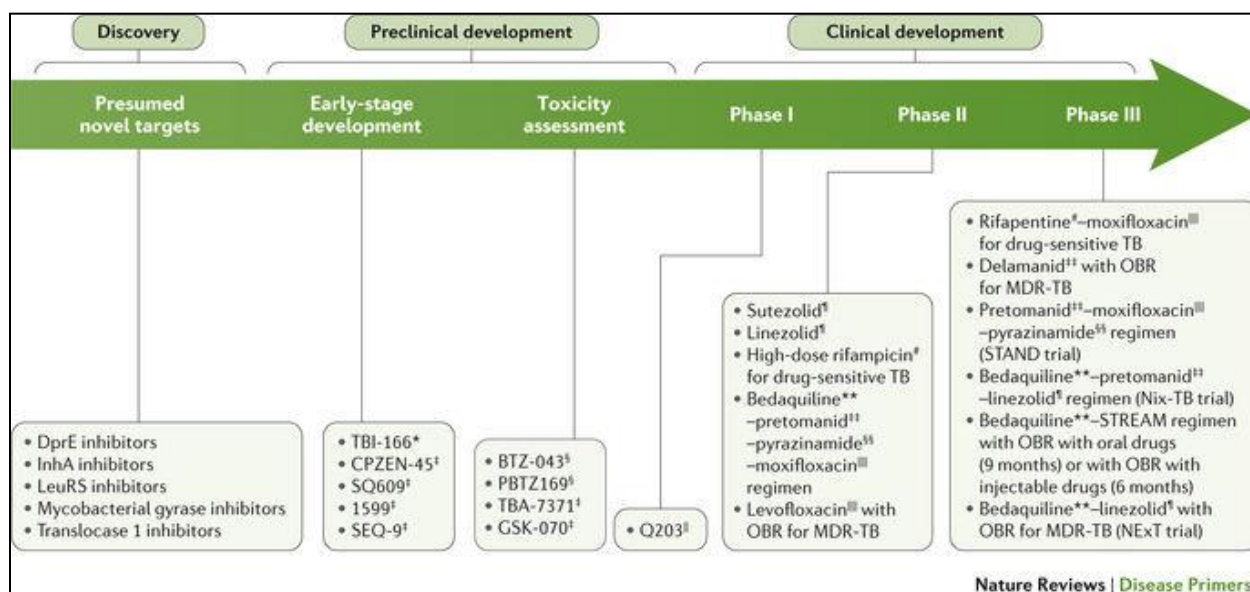 Discovery
Preclinical development
Clinical development
Presumed
novel targets
Early-stage
development
Toxicity
assessment
Phase I
Phase II
Phase III
• DprE inhibitors
• InhA inhibitors
• LeuRS inhibitors
• Mycobacterial gyrase inhibitors
• Translocase 1 inhibitors
• TBI-166*
• CPZEN-45‡
• SQ609‡
• 1599‡
• SEQ-9‡
• BTZ-043§
• PBTZ169§
• TBA-7371‡
• GSK-070‡
• Q203||
• Sutezolid¶
• Linezolid¶
• High-dose rifampicin#
for drug-sensitive TB
• Bedaquiline**
–pretomanid‡‡
–pyrazinamide§§
–moxifloxacin||||
regimen
• Levofloxacin|||| with
OBR for MDR-TB
• Rifapentine#–moxifloxacin||||
for drug-sensitive TB
• Delamanid‡‡ with OBR
for MDR-TB
• Pretomanid‡‡–moxifloxacin||||
–pyrazinamide§§ regimen
(STAND trial)
• Bedaquiline**–pretomanid‡‡
–linezolid¶ regimen (Nix-TB trial)
• Bedaquiline**–STREAM regimen
with OBR with oral drugs
(9 months) or with OBR with
injectable drugs (6 months)
• Bedaquiline**–linezolid¶ with
OBR for MDR-TB (NExT trial)
Nature Reviews | Disease Primers